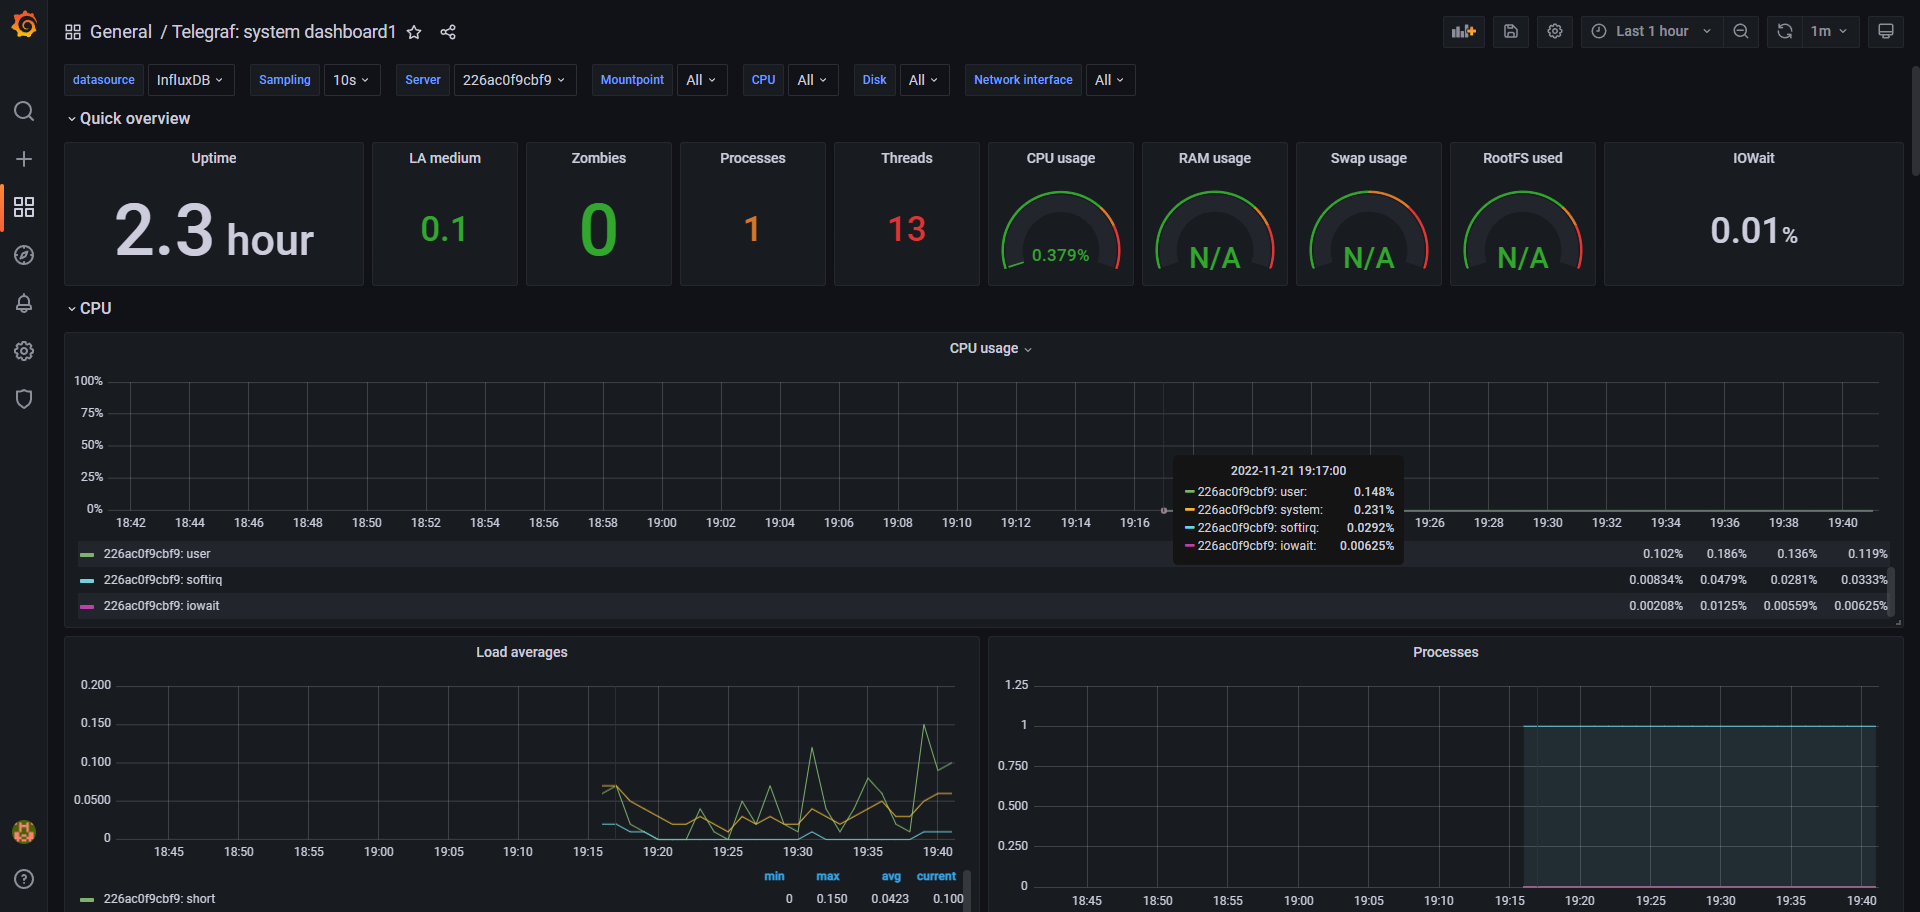 General / Telegraf: system dashboard1
Last 1 hour
1m
datasource InfluxDB Sampling 10s Server 226ac0f9cbf9 Mountpoint All CPU All Disk All Network interface All
Quick overview
Uptime
2.3 hour
LA medium
0.1
Zombies
0
Processes
1
Threads
13
CPU usage
0.379%
RAM usage
N/A
Swap usage
N/A
RootFS used
N/A
IOWait
0.01%
CPU
CPU usage
100%
75%
50%
25%
0%
18:42 18:44 18:46 18:48 18:50 18:52 18:54 18:56 18:58 19:00 19:02 19:04 19:06 19:08 19:10 19:12 19:14 19:16 19:26 19:28 19:30 19:32 19:34 19:36 19:38 19:40
2022-11-21 19:17:00
226ac0f9cbf9: user: 0.148%
226ac0f9cbf9: system: 0.231%
226ac0f9cbf9: softirq: 0.0292%
226ac0f9cbf9: iowait: 0.00625%
226ac0f9cbf9: user 0.102% 0.186% 0.136% 0.119%
226ac0f9cbf9: softirq 0.00834% 0.0479% 0.0281% 0.0333%
226ac0f9cbf9: iowait 0.00208% 0.0125% 0.00559% 0.00625%
Load averages
0.200
0.150
0.100
0.0500
0
18:45 18:50 18:55 19:00 19:05 19:10 19:15 19:20 19:25 19:30 19:35 19:40
min max avg current
226ac0f9cbf9: short 0 0.150 0.0423 0.100
Processes
1.25
1
0.750
0.500
0.250
0
18:45 18:50 18:55 19:00 19:05 19:10 19:15 19:20 19:25 19:30 19:35 19:40